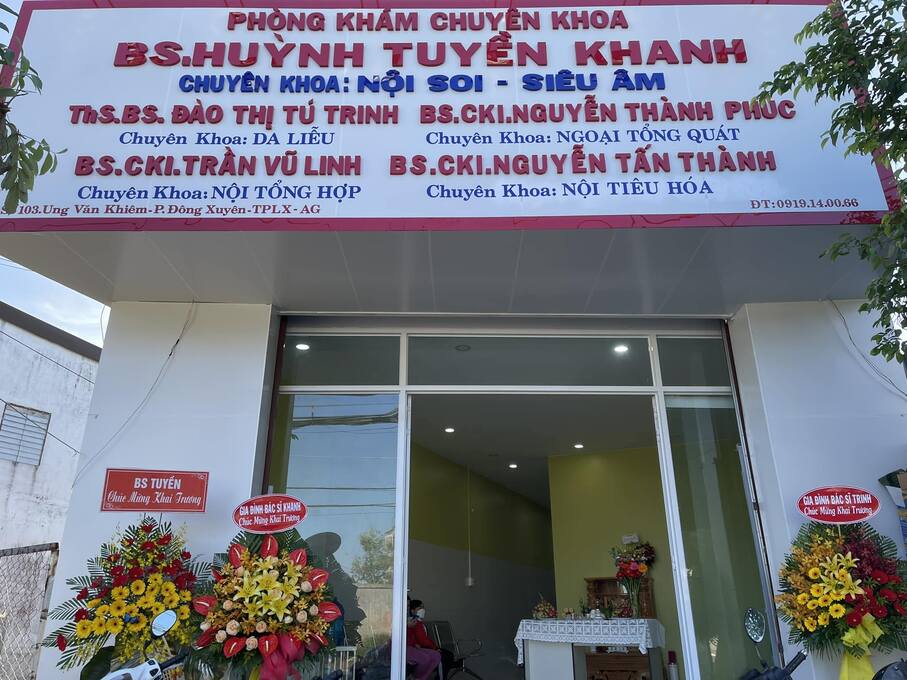 PHÒNG KHÁM CHUYÊN KHOA
BS.HUỲNH TUYỀN KHANH
CHUYÊN KHOA: NỘI SOI - SIÊU ÂM
ThS.BS. ĐÀO THỊ TÚ TRINH
Chuyên Khoa: DA LIỄU
BS.CKI.NGUYỄN THÀNH PHÚC
Chuyên Khoa: NGOẠI TỔNG QUÁT
BS.CKI.TRẦN VŨ LINH
Chuyên Khoa: NỘI TỔNG HỢP
BS.CKI.NGUYỄN TẤN THÀNH
Chuyên Khoa: NỘI TIÊU HÓA
103.Ung Văn Khiêm-P.Đông Xuyên-TPLX-AG
ĐT:0919.14.00.66
BS TUYỀN
Chúc Mừng Khai Trương
GIA ĐÌNH BÁC SĨ KHANH
Chúc Mừng Khai Trương
GIA ĐÌNH BÁC SĨ TRINH
Chúc Mừng Khai Trương